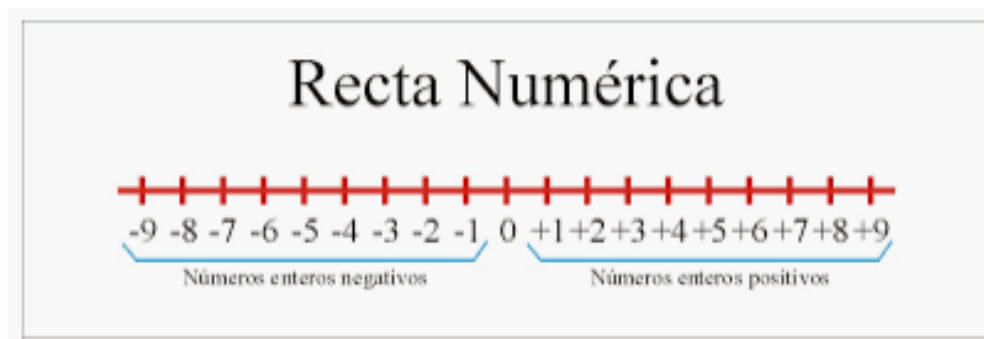 Recta Numérica
-9 -8 -7 -6 -5 -4 -3 -2 -1 0 +1 +2 +3 +4 +5 +6 +7 +8 +9
Números enteros negativos Números enteros positivos